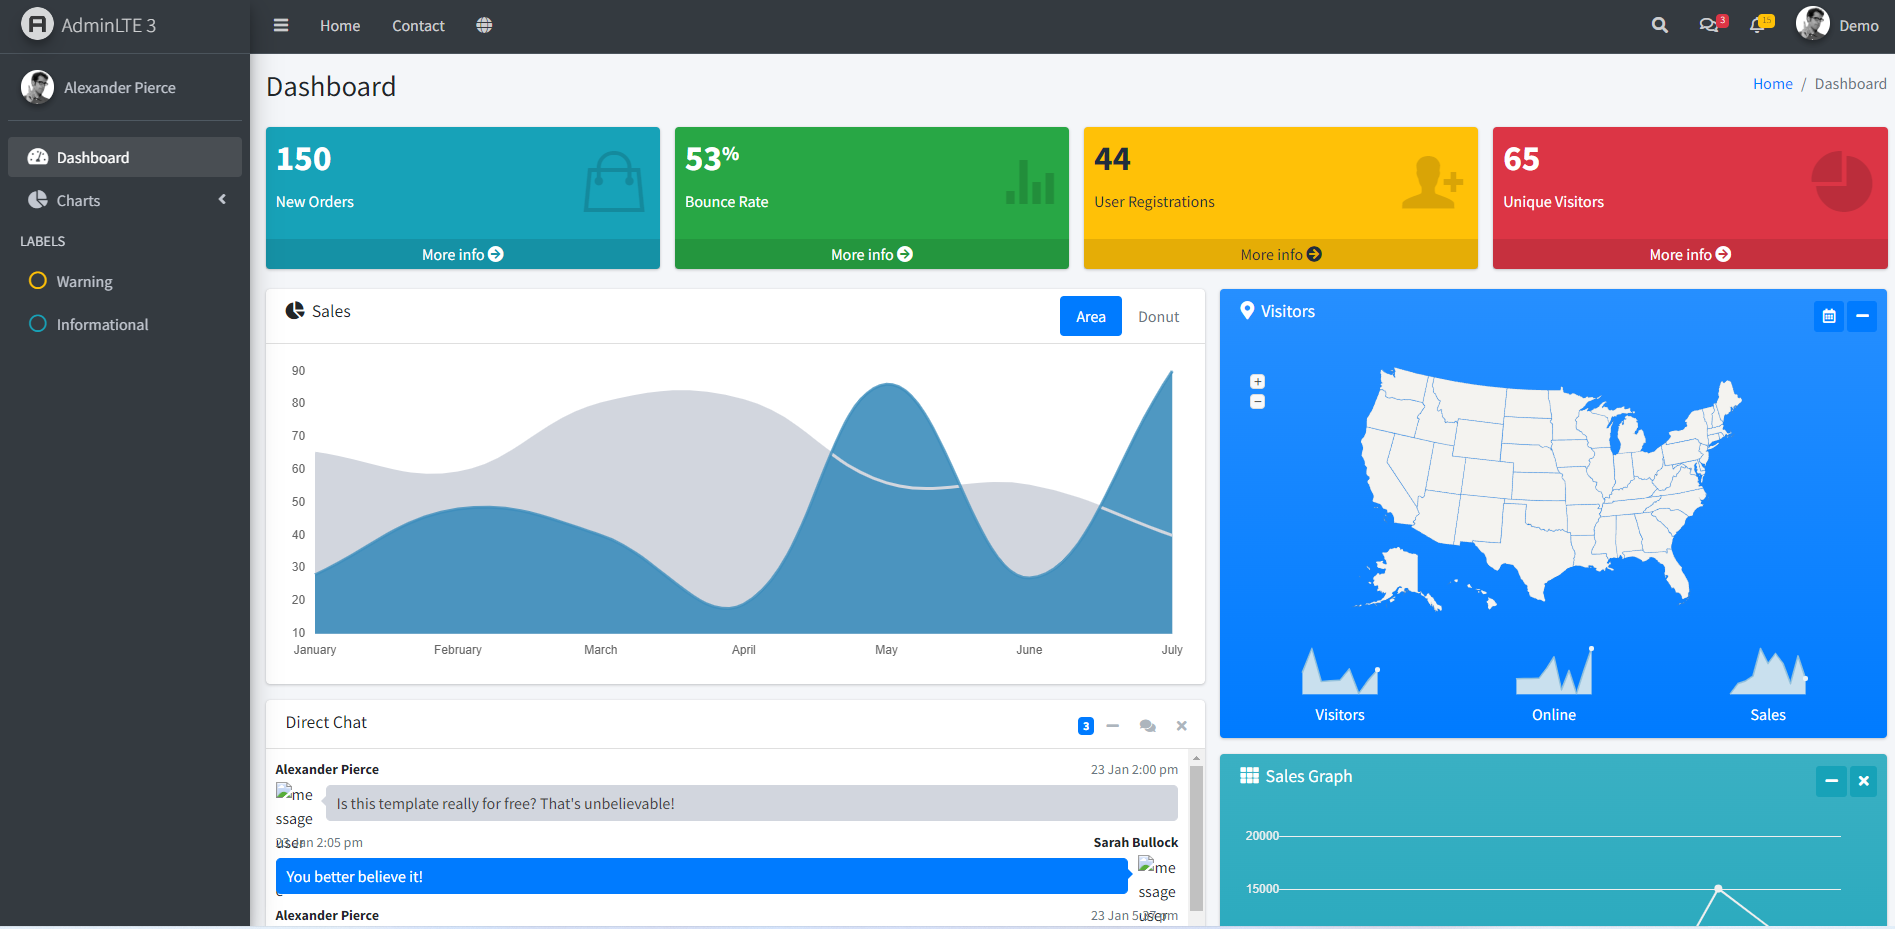 AdminLTE 3
Home Contact
3
15
Demo
Alexander Pierce
Dashboard
Charts
LABELS
Warning
Informational
Dashboard
Home / Dashboard
150
New Orders
More info
53%
Bounce Rate
More info
44
User Registrations
More info
65
Unique Visitors
More info
Sales
Area Donut
90
80
70
60
50
40
30
20
10
January February March April May June July
Visitors
+
−
Visitors Online Sales
Direct Chat
3
Alexander Pierce 23 Jan 2:00 pm
me
ssage
user
Is this template really for free? That's unbelievable!
23 Jan 2:05 pm Sarah Bullock
You better believe it!
me
ssage
user
Alexander Pierce 23 Jan 5:37 pm
Sales Graph
20000
15000